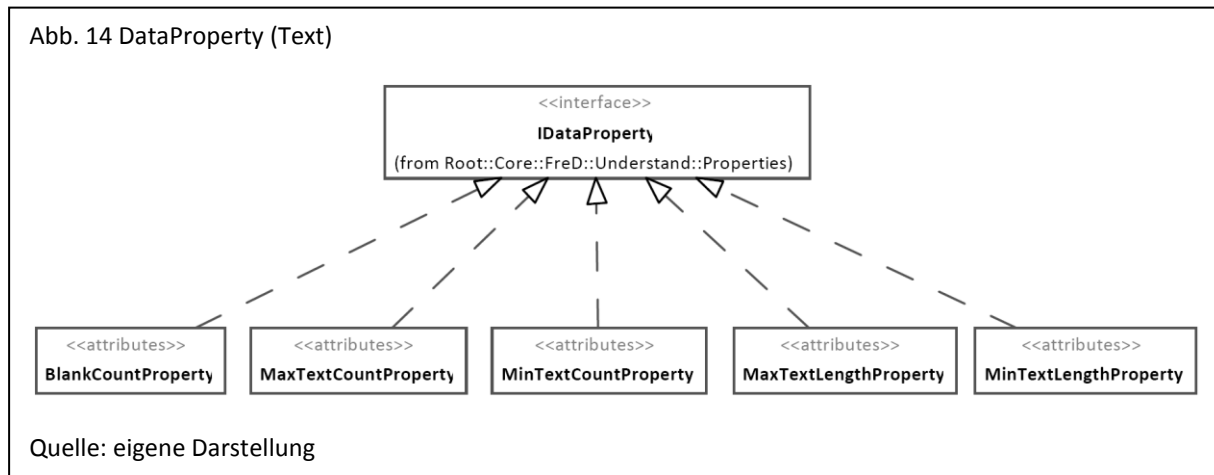 Abb. 14 DataProperty (Text)
<<interface>>
IDataProperty
(from Root::Core::FreD::Understand::Properties)
<<attributes>>
BlankCountProperty
<<attributes>>
MaxTextCountProperty
<<attributes>>
MinTextCountProperty
<<attributes>>
MaxTextLengthProperty
<<attributes>>
MinTextLengthProperty
Quelle: eigene Darstellung